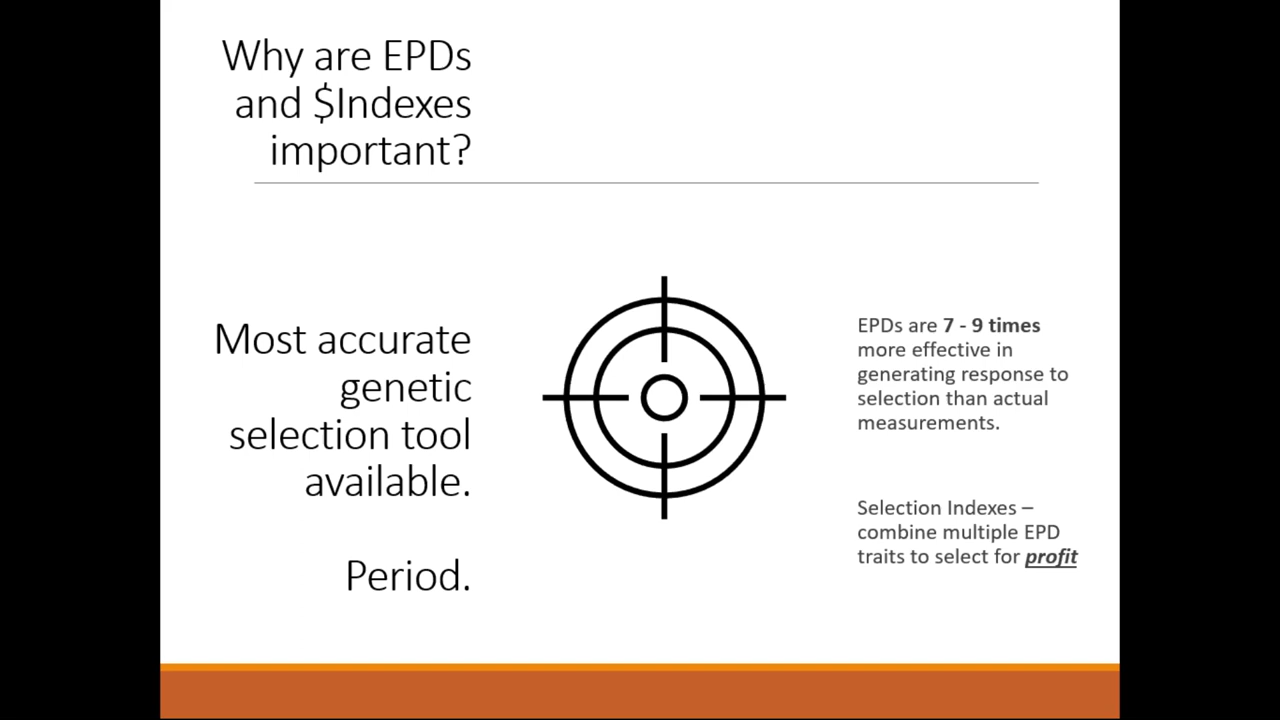 Why are EPDs
and $Indexes
important?
Most accurate
genetic
selection tool
available.
Period.
EPDs are 7 - 9 times
more effective in
generating response to
selection than actual
measurements.
Selection Indexes –
combine multiple EPD
traits to select for profit